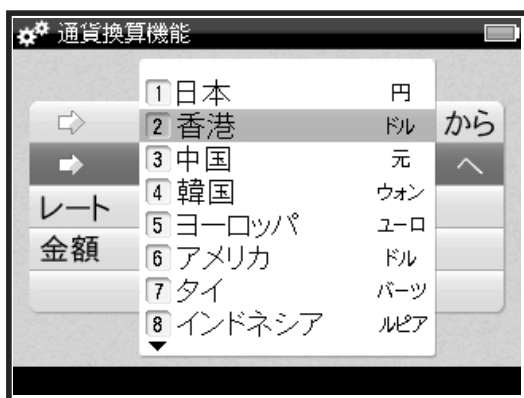 通貨換算機能
1 日本 円
2 香港 ドル
3 中国 元
4 韓国 ウォン
5 ヨーロッパ ユーロ
6 アメリカ ドル
7 タイ バーツ
8 インドネシア ルピア
から
へ
レート
金額